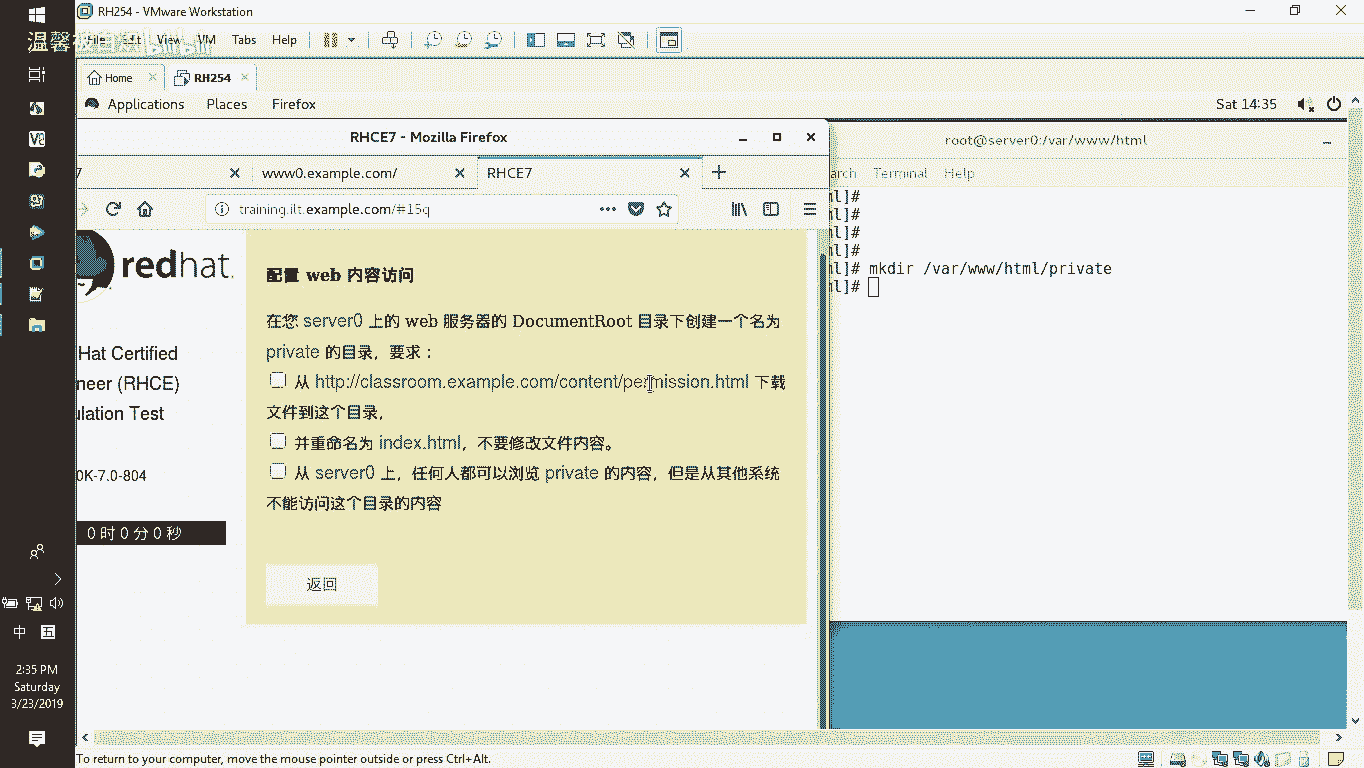 RH254 - VMware Workstation
Edit View VM Tabs Help
Home
RH254
Applications Places Firefox
Sat 14:35
RHCE7 - Mozilla Firefox
root@server0:/var/www/html
7
www0.example.com/
RHCE7
arch Terminal Help
training.ilt.example.com/#15q
ml]#
ml]#
ml]#
ml]#
ml]# mkdir /var/www/html/private
ml]#
redhat.
Hat Certified
neer (RHCE)
ulation Test
0K-7.0-804
0 时 0 分 0 秒
配置 web 内容访问
在您 server0 上的 web 服务器的 DocumentRoot 目录下创建一个名为
private 的目录，要求：
从 http://classroom.example.com/content/permission.html 下载
文件到这个目录，
并重命名为 index.html，不要修改文件内容。
从 server0 上，任何人都可以浏览 private 的内容，但是从其他系统
不能访问这个目录的内容
返回
中
五
2:35 PM
Saturday
3/23/2019
To return to your computer, move the mouse pointer outside or press Ctrl+Alt.